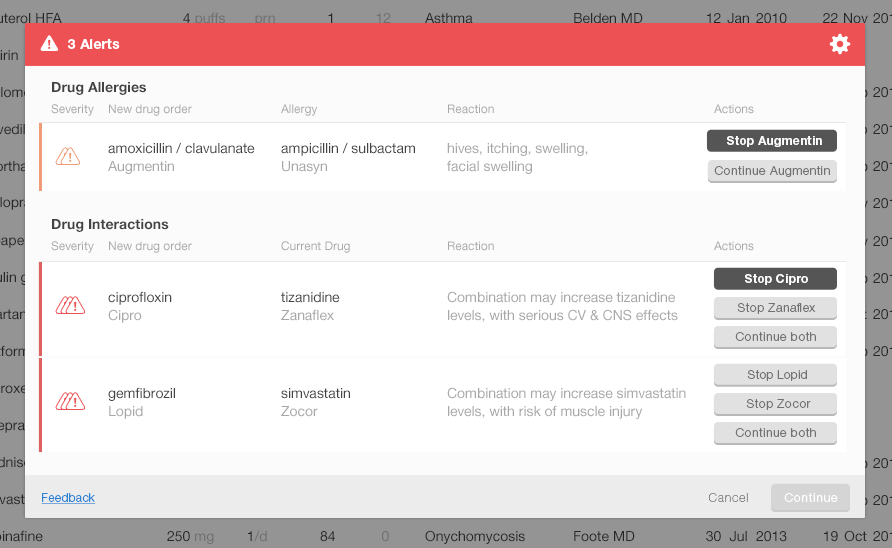 uterol HFA 4 puffs prn 1 12 Asthma Belden MD 12 Jan 2010 22 Nov 201
3 Alerts
Drug Allergies
Severity New drug order Allergy Reaction Actions
amoxicillin / clavulanate ampicillin / sulbactam hives, itching, swelling, Stop Augmentin
Augmentin Unasyn facial swelling Continue Augmentin
Drug Interactions
Severity New drug order Current Drug Reaction Actions
Stop Cipro
ciprofloxin tizanidine Combination may increase tizanidine
Cipro Zanaflex levels, with serious CV & CNS effects Stop Zanaflex
Continue both
Stop Lopid
gemfibrozil simvastatin Combination may increase simvastatin
Lopid Zocor levels, with risk of muscle injury Stop Zocor
Continue both
Feedback Cancel Continue
binafine 250 mg 1/d 84 0 Onychomycosis Foote MD 30 Jul 2013 19 Oct 201